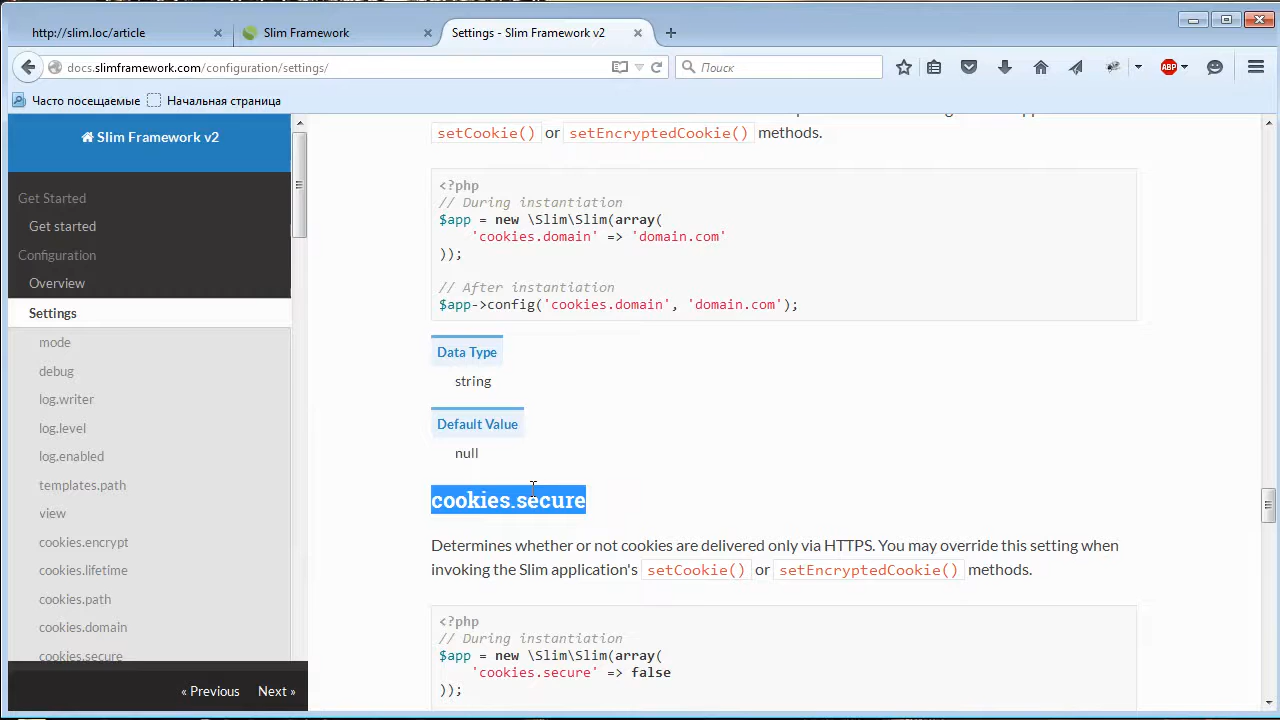 http://slim.loc/article
Slim Framework
Settings - Slim Framework v2
docs.slimframework.com/configuration/settings/
Поиск
ABP
Часто посещаемые
Начальная страница
Slim Framework v2
Get Started
Get started
Configuration
Overview
Settings
mode
debug
log.writer
log.level
log.enabled
templates.path
view
cookies.encrypt
cookies.lifetime
cookies.path
cookies.domain
cookies.secure
« Previous
Next »
setCookie() or setEncryptedCookie() methods.
<?php
// During instantiation
$app = new \Slim\Slim(array(
'cookies.domain' => 'domain.com'
));
// After instantiation
$app->config('cookies.domain', 'domain.com');
Data Type
string
Default Value
null
cookies.secure
Determines whether or not cookies are delivered only via HTTPS. You may override this setting when
invoking the Slim application's setCookie() or setEncryptedCookie() methods.
<?php
// During instantiation
$app = new \Slim\Slim(array(
'cookies.secure' => false
));